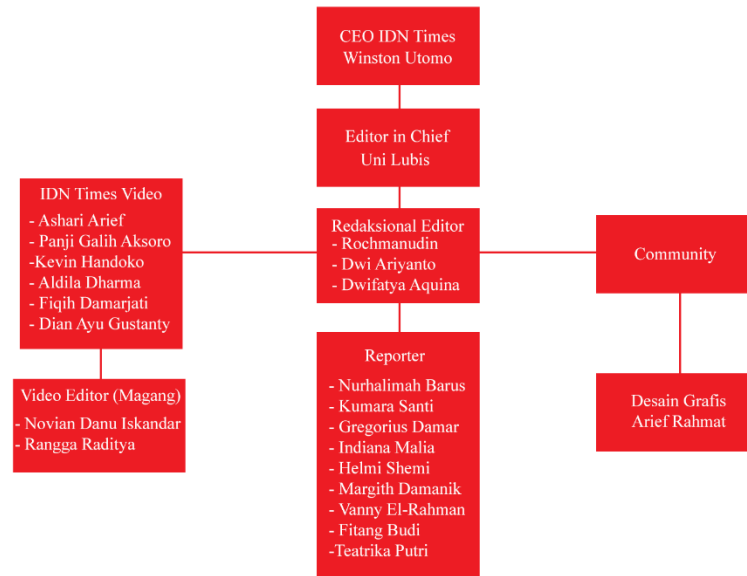 CEO IDN Times
Winston Utomo
Editor in Chief
Uni Lubis
IDN Times Video
- Ashari Arief
- Panji Galih Aksoro
-Kevin Handoko
- Aldila Dharma
- Fiqih Damarjati
- Dian Ayu Gustanty
Redaksional Editor
- Rochmanudin
- Dwi Ariyanto
- Dwifatya Aquina
Community
Video Editor (Magang)
- Novian Danu Iskandar
- Rangga Raditya
Reporter
- Nurhalimah Barus
- Kumara Santi
- Gregorius Damar
- Indiana Malia
- Helmi Shemi
- Margith Damanik
- Vanny El-Rahman
- Fitang Budi
-Teatrika Putri
Desain Grafis
Arief Rahmat